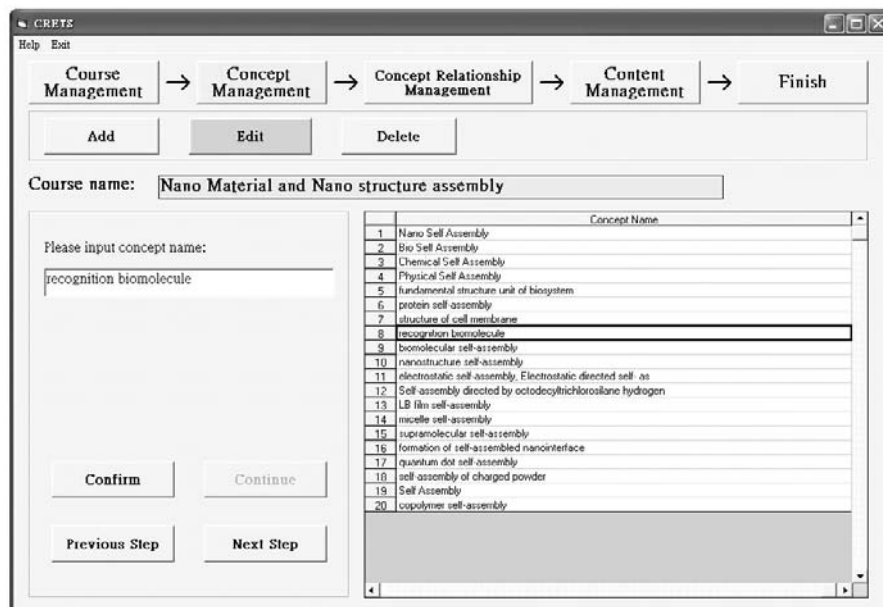 CRETS
Help Exit
Course Management → Concept Management → Concept Relationship Management → Content Management → Finish
Add Edit Delete
Course name: Nano Material and Nano structure assembly
Please input concept name:
recognition biomolecule
Confirm Continue
Previous Step Next Step
Concept Name
1 Nano Self Assembly
2 Bio Self Assembly
3 Chemical Self Assembly
4 Physical Self Assembly
5 fundamental structure unit of biosystem
6 protein self-assembly
7 structure of cell membrane
8 recognition biomolecule
9 biomolecular self-assembly
10 nanostructure self-assembly
11 electrostatic self-assembly, Electrostatic directed self- as
12 Self-assembly directed by octodecyltrichlorosilane hydrogen
13 LB film self-assembly
14 micelle self-assembly
15 supramolecular self-assembly
16 formation of self-assembled nanointerface
17 quantum dot self-assembly
18 self-assembly of charged powder
19 Self Assembly
20 copolymer self-assembly